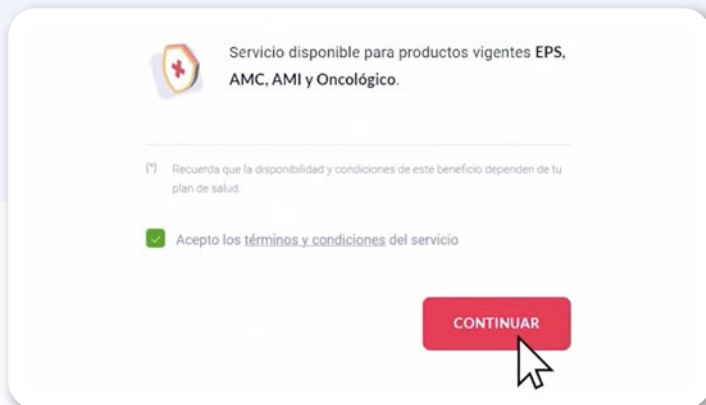 Servicio disponible para productos vigentes EPS,
AMC, AMI y Oncológico.
(*) Recuerda que la disponibilidad y condiciones de este beneficio dependen de tu
plan de salud.
Acepto los términos y condiciones del servicio
CONTINUAR